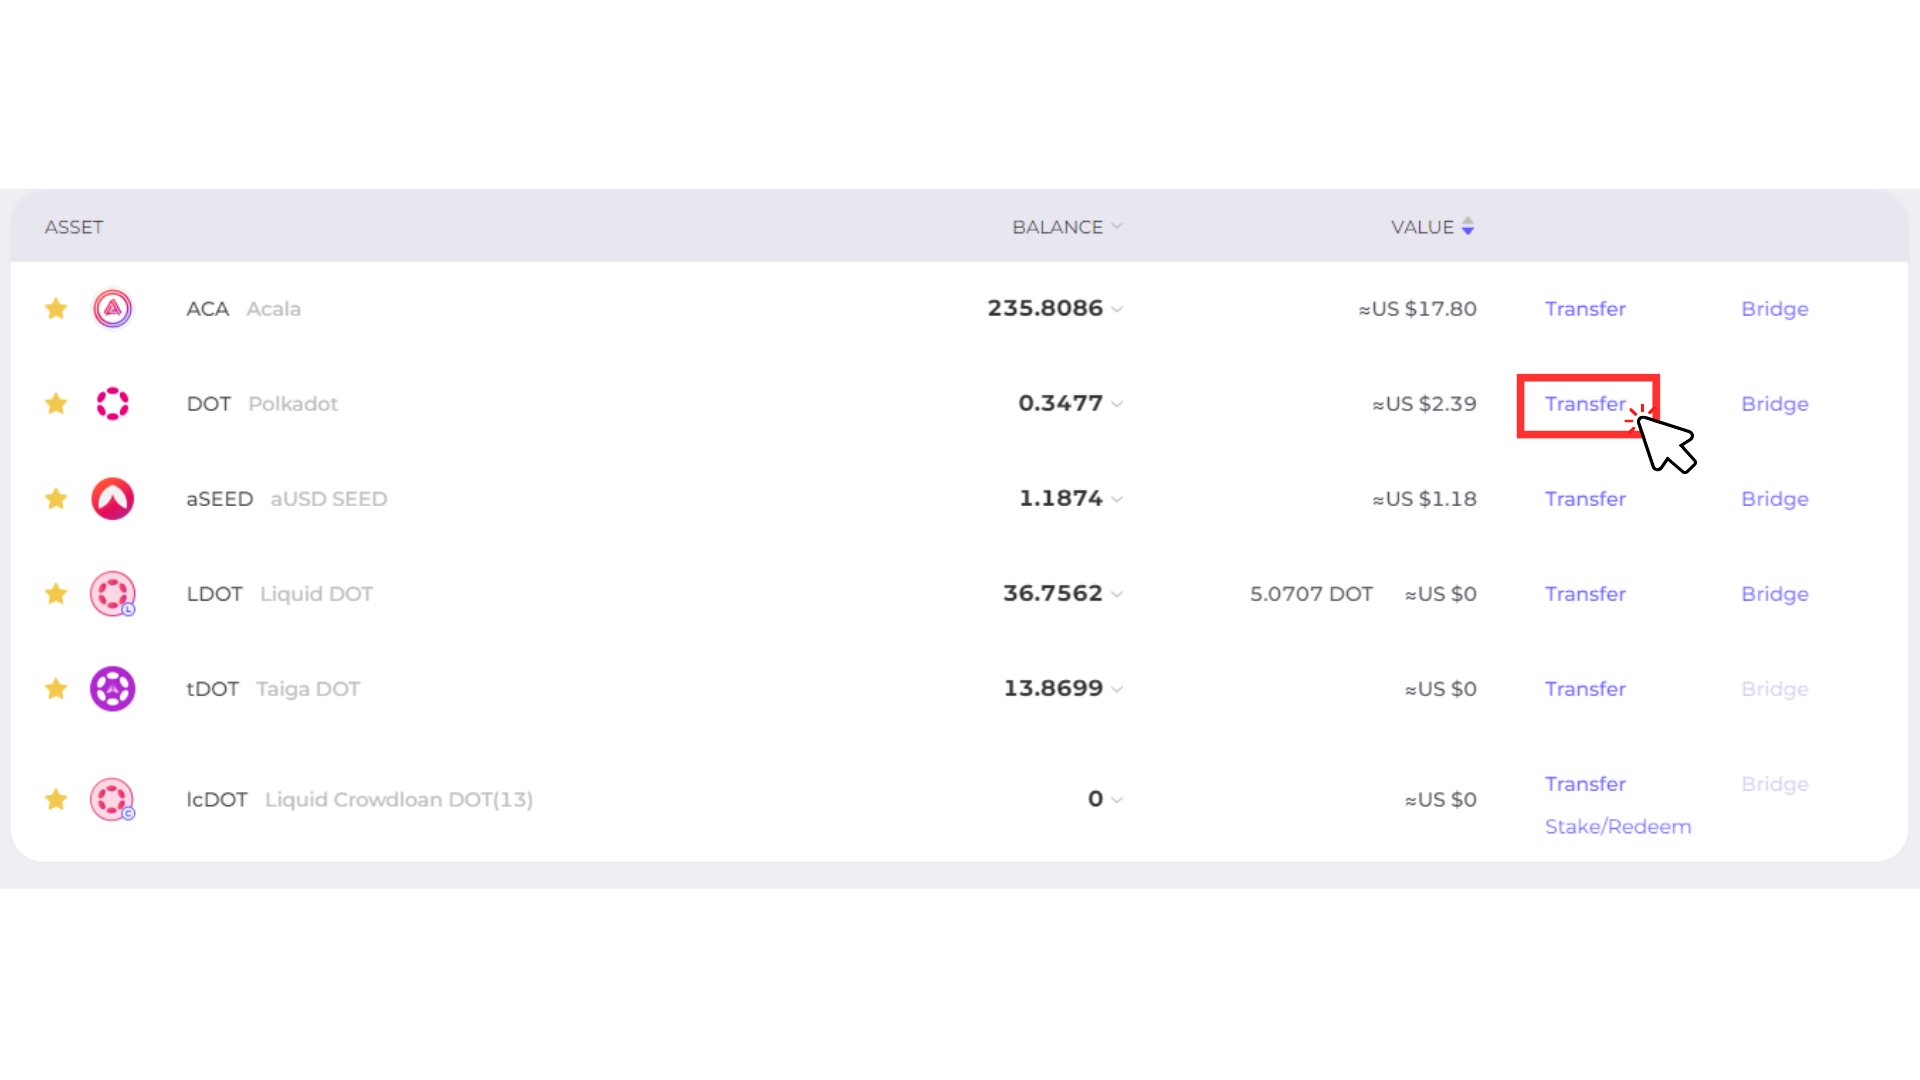 ASSET BALANCE VALUE
ACA Acala 235.8086 ≈US $17.80 Transfer Bridge
DOT Polkadot 0.3477 ≈US $2.39 Transfer Bridge
aSEED aUSD SEED 1.1874 ≈US $1.18 Transfer Bridge
LDOT Liquid DOT 36.7562 5.0707 DOT ≈US $0 Transfer Bridge
tDOT Taiga DOT 13.8699 ≈US $0 Transfer Bridge
lcDOT Liquid Crowdloan DOT(13) 0 ≈US $0 Transfer Bridge
Stake/Redeem